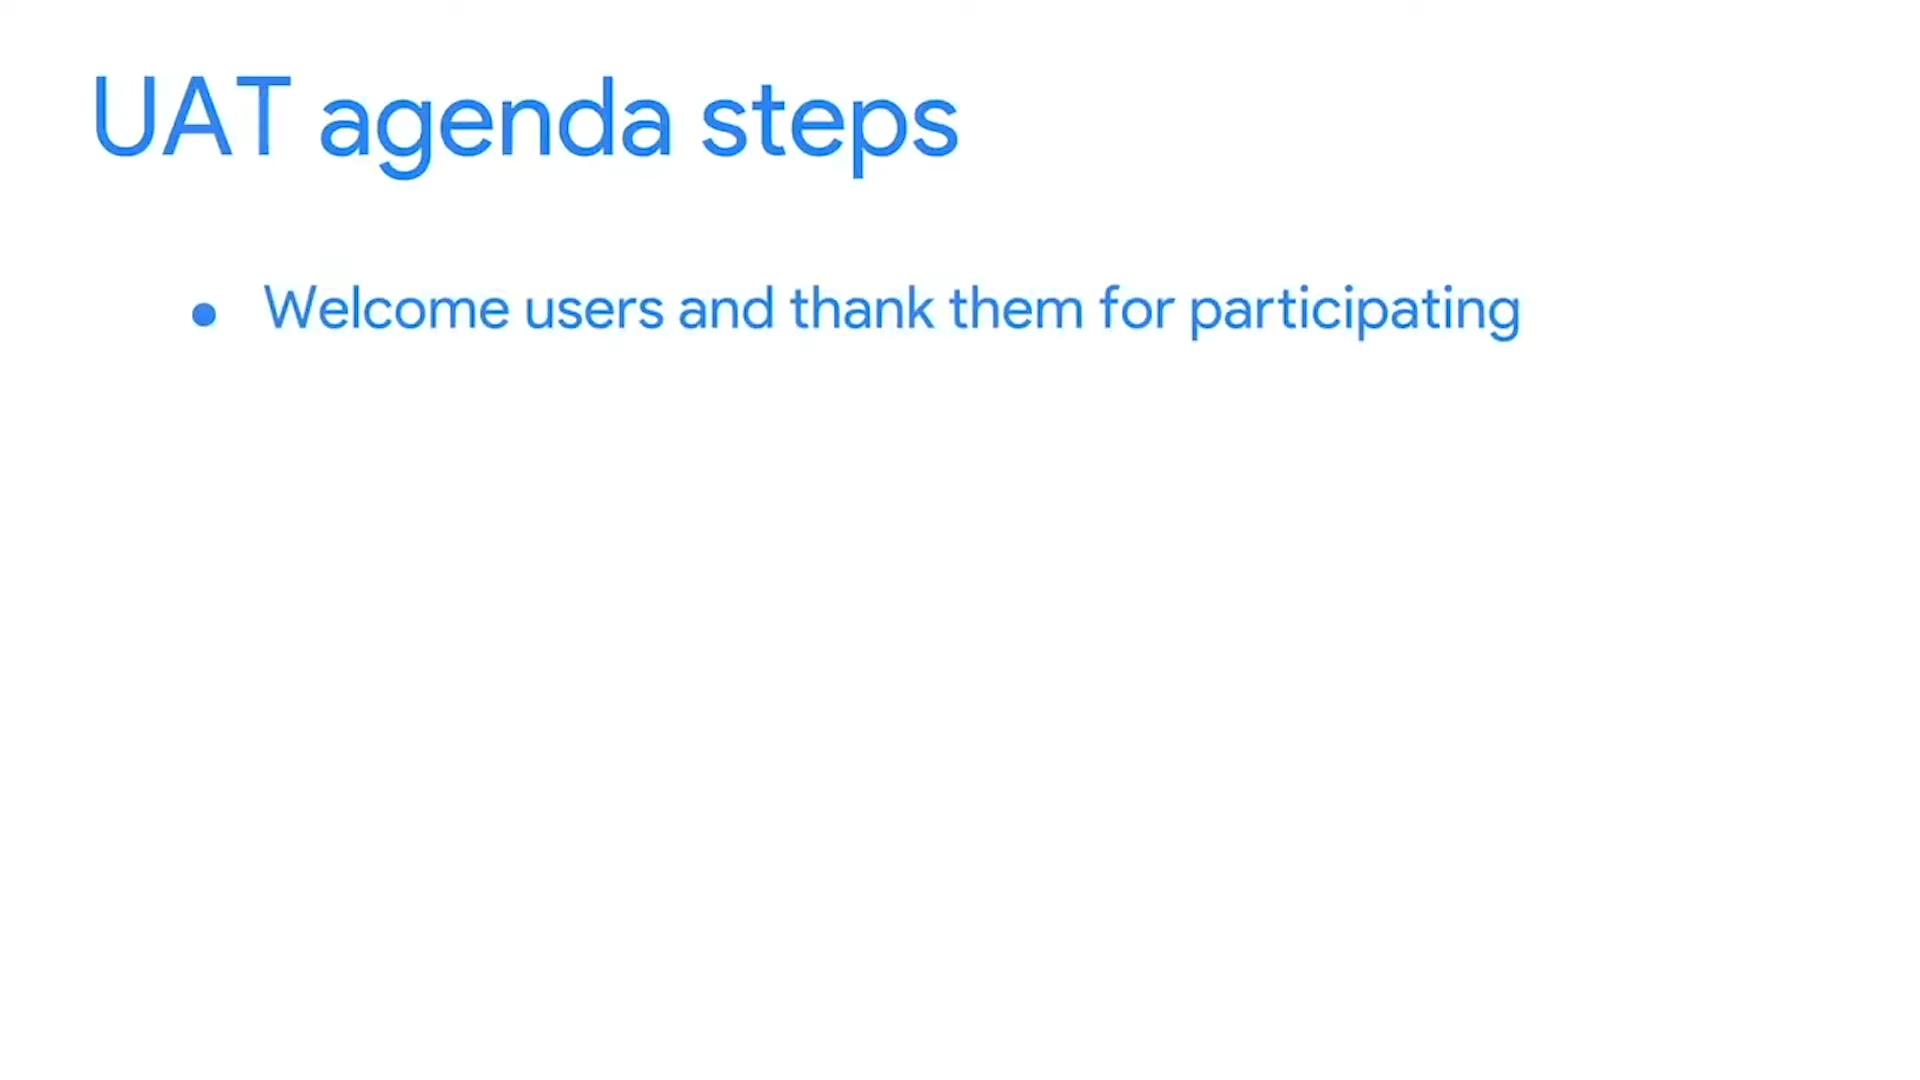 UAT agenda steps
• Welcome users and thank them for participating